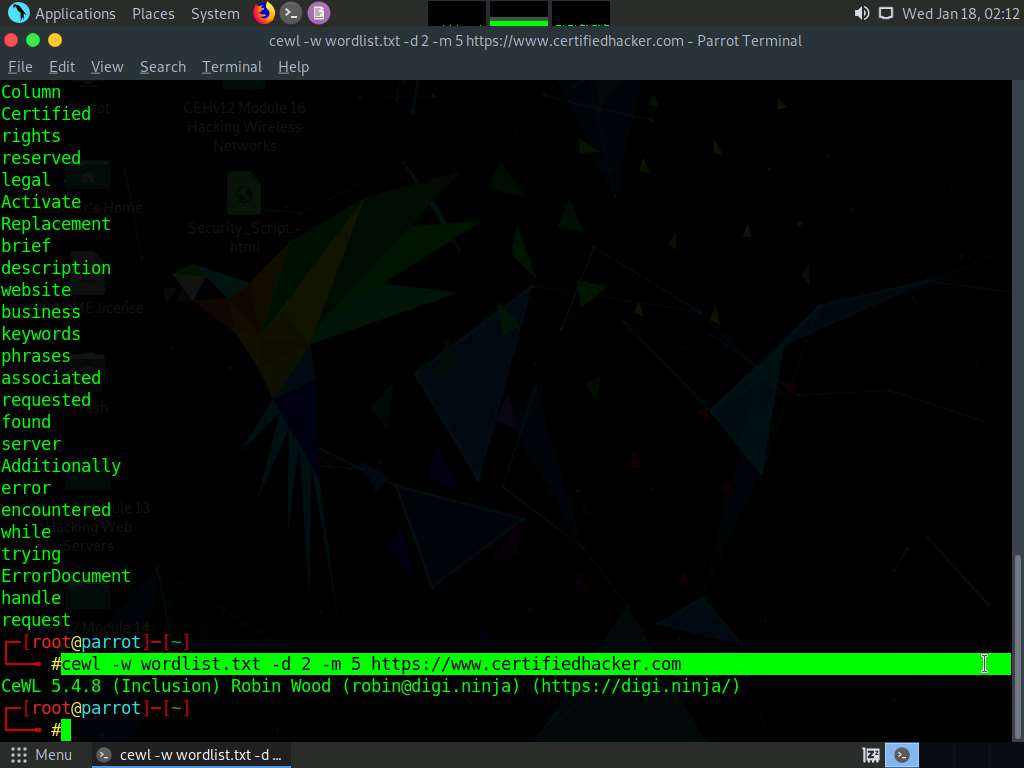 Applications Places System Wed Jan 18, 02:12
cewl -w wordlist.txt -d 2 -m 5 https://www.certifiedhacker.com - Parrot Terminal
File Edit View Search Terminal Help
Column
Certified
rights
reserved
legal
Activate
Replacement
brief
description
website
business
keywords
phrases
associated
requested
found
server
Additionally
error
encountered
while
trying
ErrorDocument
handle
request
CEHv12 Module 16
Hacking Wireless
Networks
Security_Script.-
html
┌─[root@parrot]─[~]
└──╼ #cewl -w wordlist.txt -d 2 -m 5 https://www.certifiedhacker.com
CeWL 5.4.8 (Inclusion) Robin Wood (robin@digi.ninja) (https://digi.ninja/)
┌─[root@parrot]─[~]
└──╼ #
Menu cewl -w wordlist.txt -d ...